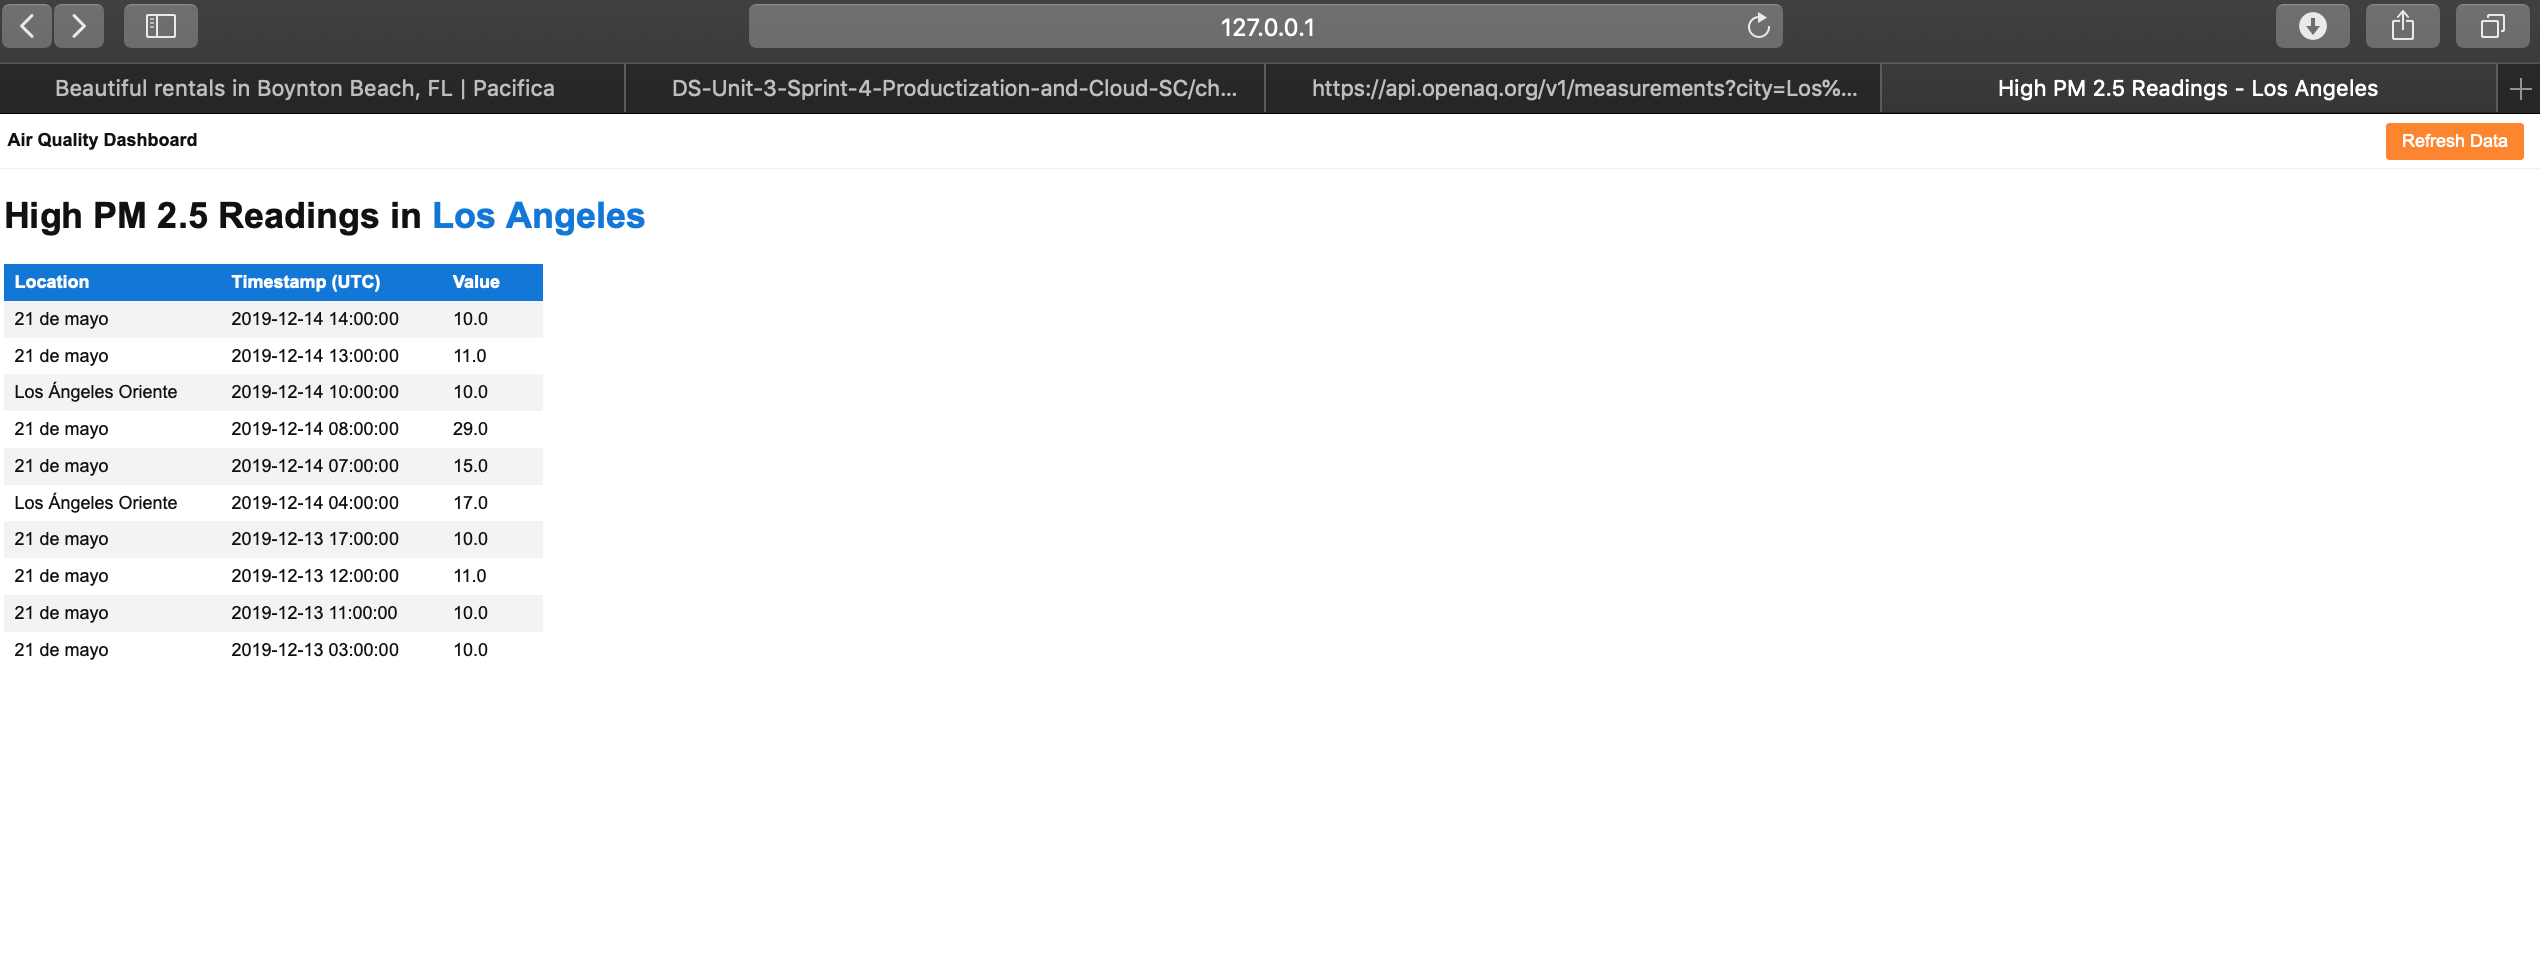 127.0.0.1
Beautiful rentals in Boynton Beach, FL | Pacifica
DS-Unit-3-Sprint-4-Productization-and-Cloud-SC/ch...
https://api.openaq.org/v1/measurements?city=Los%...
High PM 2.5 Readings - Los Angeles
Air Quality Dashboard
Refresh Data
High PM 2.5 Readings in Los Angeles
Location Timestamp (UTC) Value
21 de mayo 2019-12-14 14:00:00 10.0
21 de mayo 2019-12-14 13:00:00 11.0
Los Ángeles Oriente 2019-12-14 10:00:00 10.0
21 de mayo 2019-12-14 08:00:00 29.0
21 de mayo 2019-12-14 07:00:00 15.0
Los Ángeles Oriente 2019-12-14 04:00:00 17.0
21 de mayo 2019-12-13 17:00:00 10.0
21 de mayo 2019-12-13 12:00:00 11.0
21 de mayo 2019-12-13 11:00:00 10.0
21 de mayo 2019-12-13 03:00:00 10.0